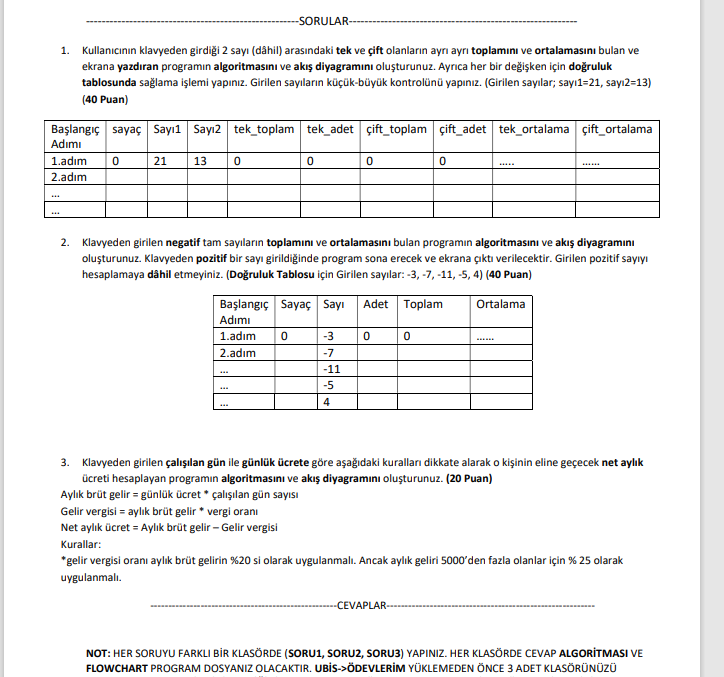 ------------------------------------------------------SORULAR----------------------------------------------------------
1. Kullanıcının klavyeden girdiği 2 sayı (dâhil) arasındaki tek ve çift olanların ayrı ayrı toplamını ve ortalamasını bulan ve
ekrana yazdıran programın algoritmasını ve akış diyagramını oluşturunuz. Ayrıca her bir değişken için doğruluk
tablosunda sağlama işlemi yapınız. Girilen sayıların küçük-büyük kontrolünü yapınız. (Girilen sayılar; sayı1=21, sayı2=13)
(40 Puan)
Başlangıç Adımı sayaç Sayı1 Sayı2 tek_toplam tek_adet çift_toplam çift_adet tek_ortalama çift_ortalama
1.adım 0 21 13 0 0 0 0 ..... ......
2.adım
...
...
2. Klavyeden girilen negatif tam sayıların toplamını ve ortalamasını bulan programın algoritmasını ve akış diyagramını
oluşturunuz. Klavyeden pozitif bir sayı girildiğinde program sona erecek ve ekrana çıktı verilecektir. Girilen pozitif sayıyı
hesaplamaya dâhil etmeyiniz. (Doğruluk Tablosu için Girilen sayılar: -3, -7, -11, -5, 4) (40 Puan)
Başlangıç Adımı Sayaç Sayı Adet Toplam Ortalama
1.adım 0 -3 0 0 ......
2.adım -7
... -11
... -5
... 4
3. Klavyeden girilen çalışılan gün ile günlük ücrete göre aşağıdaki kuralları dikkate alarak o kişinin eline geçecek net aylık
ücreti hesaplayan programın algoritmasını ve akış diyagramını oluşturunuz. (20 Puan)
Aylık brüt gelir = günlük ücret * çalışılan gün sayısı
Gelir vergisi = aylık brüt gelir * vergi oranı
Net aylık ücret = Aylık brüt gelir – Gelir vergisi
Kurallar:
*gelir vergisi oranı aylık brüt gelirin %20 si olarak uygulanmalı. Ancak aylık geliri 5000'den fazla olanlar için % 25 olarak
uygulanmalı.
------------------------------------------------------CEVAPLAR----------------------------------------------------------
NOT: HER SORUYU FARKLI BİR KLASÖRDE (SORU1, SORU2, SORU3) YAPINIZ. HER KLASÖRDE CEVAP ALGORİTMASI VE
FLOWCHART PROGRAM DOSYANIZ OLACAKTIR. UBİS->ÖDEVLERİM YÜKLEMEDEN ÖNCE 3 ADET KLASÖRÜNÜZÜ